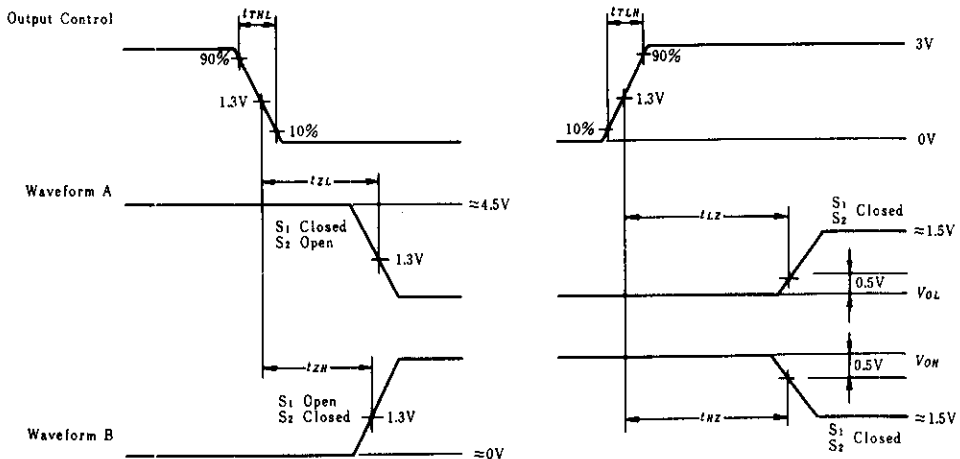 Output Control
tTHL
90%
1.3V
10%
tTLH
3V
90%
1.3V
10%
0V
Waveform A
tZL
≈4.5V
S1 Closed
S2 Open
1.3V
tLZ
S1
S2 Closed
≈1.5V
0.5V
VOL
tZH
S1 Open
S2 Closed
1.3V
Waveform B
≈0V
VOH
0.5V
tHZ
≈1.5V
S1
S2 Closed